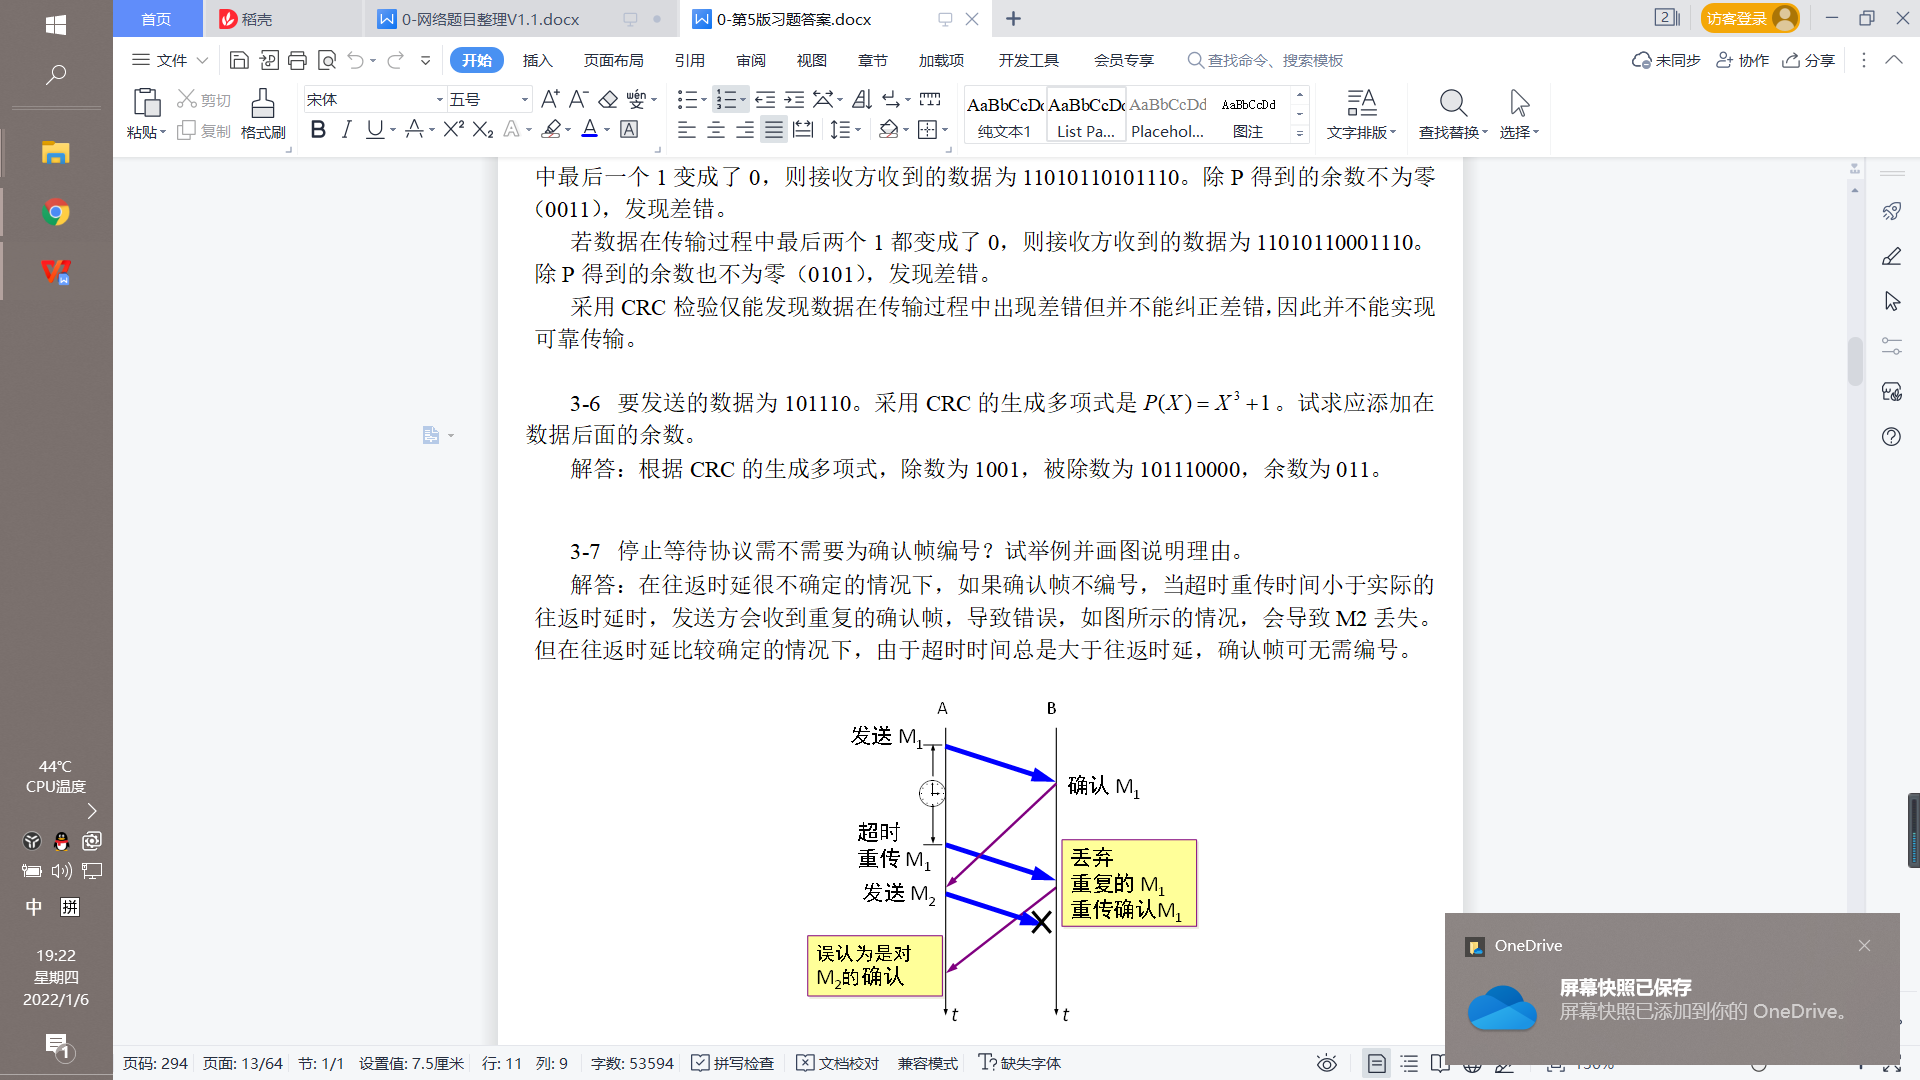 首页
稻壳
0-网络题目整理V1.1.docx
0-第5版习题答案.docx
2
访客登录
文件
开始
插入
页面布局
引用
审阅
视图
章节
加载项
开发工具
会员专享
查找命令、搜索模板
未同步
协作
分享
粘贴
剪切
复制
格式刷
宋体
五号
AaBbCcDd
纯文本1
AaBbCcDd
List Pa...
AaBbCcDd
Placehol...
AaBbCcDd
图注
文字排版
查找替换
选择
中最后一个 1 变成了 0，则接收方收到的数据为 11010110101110。除 P 得到的余数不为零
（0011），发现差错。
若数据在传输过程中最后两个 1 都变成了 0，则接收方收到的数据为 11010110001110。
除 P 得到的余数也不为零（0101），发现差错。
采用 CRC 检验仅能发现数据在传输过程中出现差错但并不能纠正差错，因此并不能实现
可靠传输。
3-6 要发送的数据为 101110。采用 CRC 的生成多项式是 P(X) = X³ +1 。试求应添加在
数据后面的余数。
解答：根据 CRC 的生成多项式，除数为 1001，被除数为 101110000，余数为 011。
3-7 停止等待协议需不需要为确认帧编号？试举例并画图说明理由。
解答：在往返时延很不确定的情况下，如果确认帧不编号，当超时重传时间小于实际的
往返时延时，发送方会收到重复的确认帧，导致错误，如图所示的情况，会导致 M2 丢失。
但在往返时延比较确定的情况下，由于超时时间总是大于往返时延，确认帧可无需编号。
A
B
发送 M₁
确认 M₁
超时
重传 M₁
发送 M₂
丢弃
重复的 M₁
重传确认M₁
误认为是对
M₂的确认
t
t
44℃
CPU温度
中
拼
19:22
星期四
2022/1/6
1
OneDrive
屏幕快照已保存
屏幕快照已添加到你的 OneDrive。
页码: 294
页面: 13/64
节: 1/1
设置值: 7.5厘米
行: 11
列: 9
字数: 53594
拼写检查
文档校对
兼容模式
缺失字体